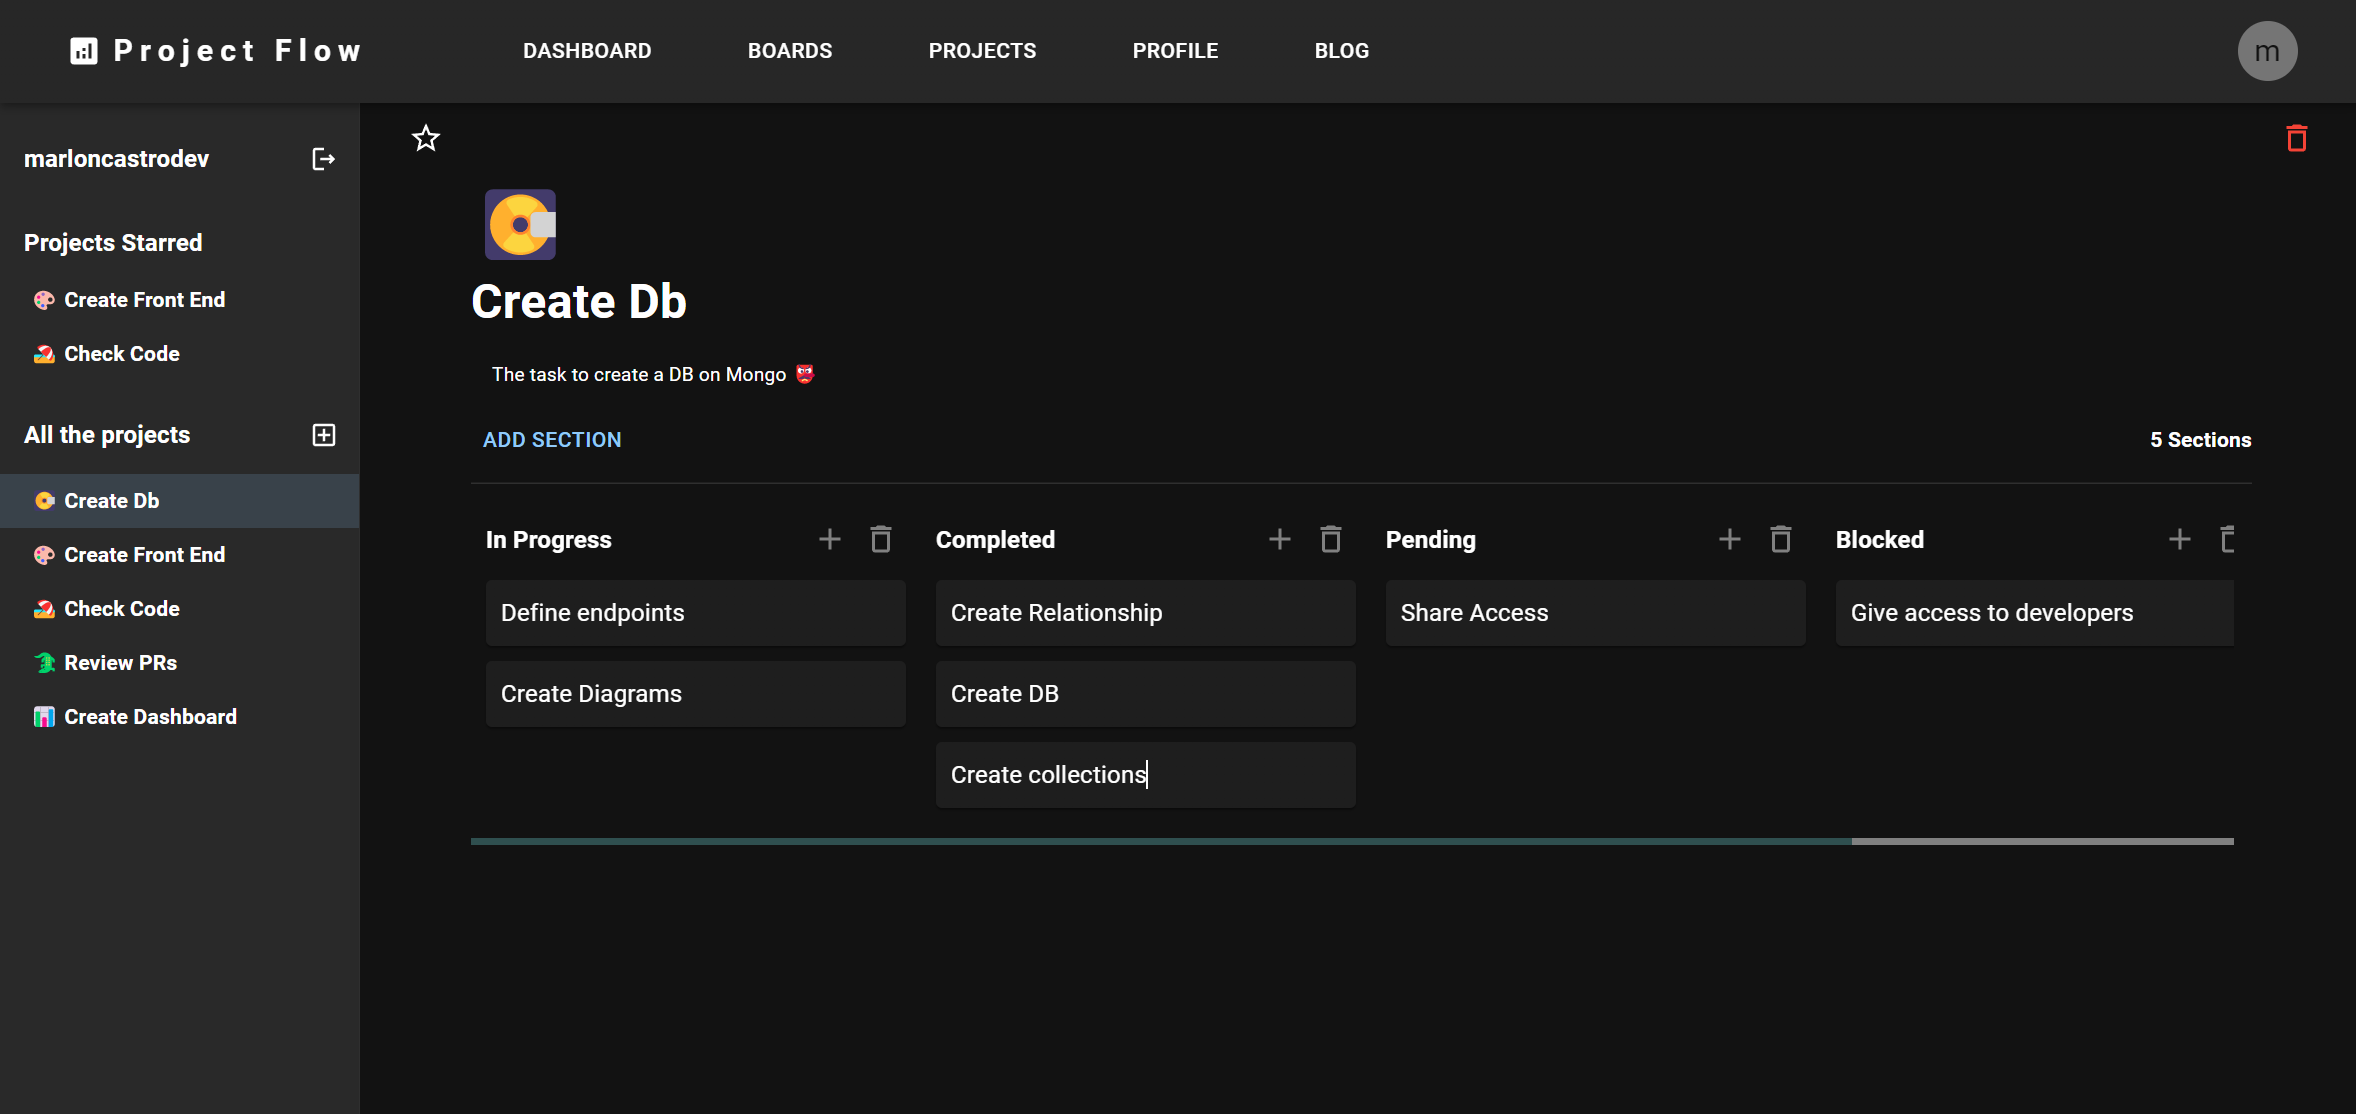 Project Flow
DASHBOARD
BOARDS
PROJECTS
PROFILE
BLOG
m
marloncastrodev
Projects Starred
Create Front End
Check Code
All the projects
Create Db
Create Front End
Check Code
Review PRs
Create Dashboard
Create Db
The task to create a DB on Mongo 👺
ADD SECTION
5 Sections
In Progress
Define endpoints
Create Diagrams
Completed
Create Relationship
Create DB
Create collections
Pending
Share Access
Blocked
Give access to developers